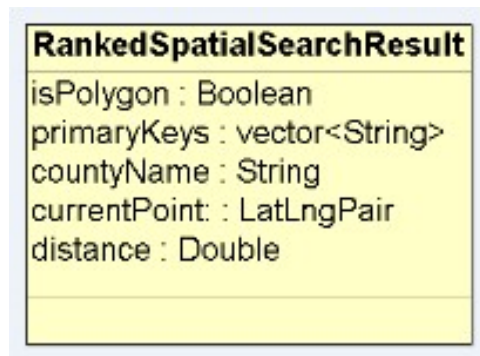 RankedSpatialSearchResult
isPolygon : Boolean
primaryKeys : vector<String>
countyName : String
currentPoint: : LatLngPair
distance : Double